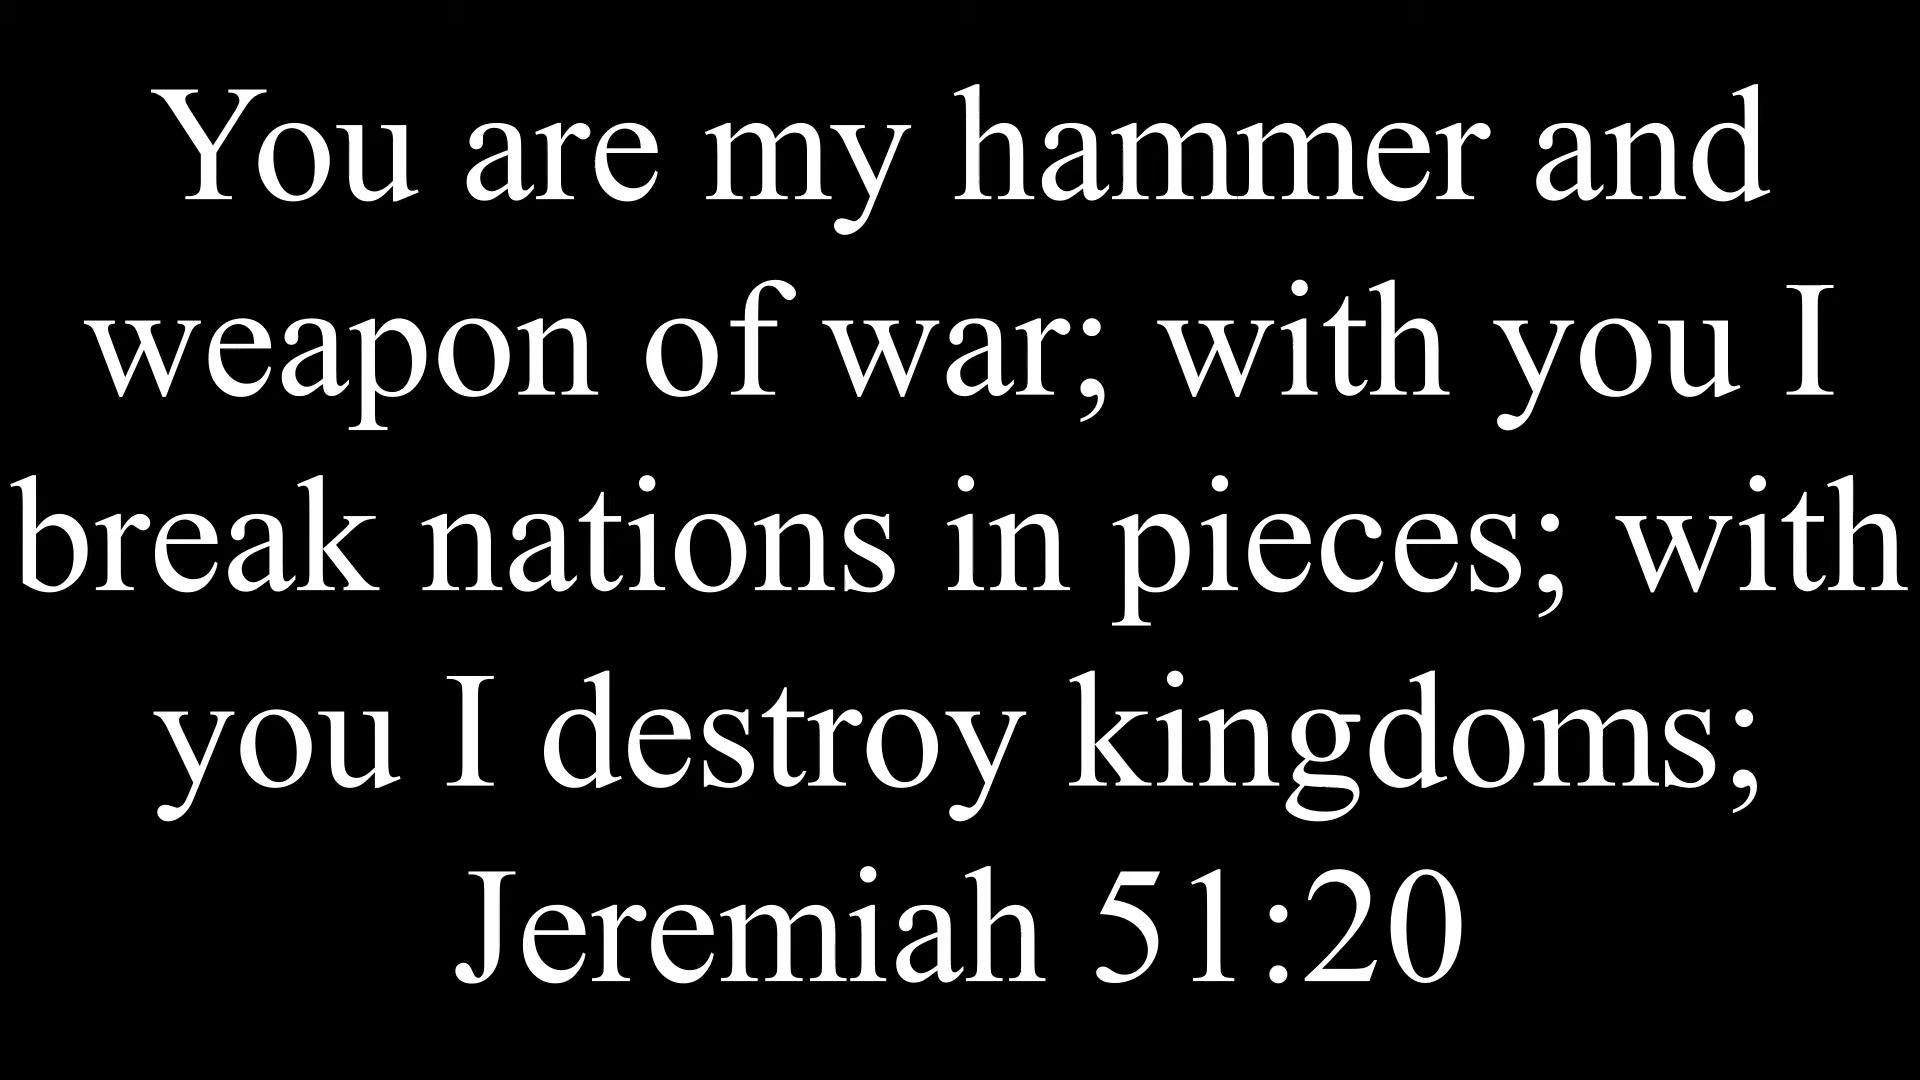 You are my hammer and
weapon of war; with you I
break nations in pieces; with
you I destroy kingdoms;
Jeremiah 51:20